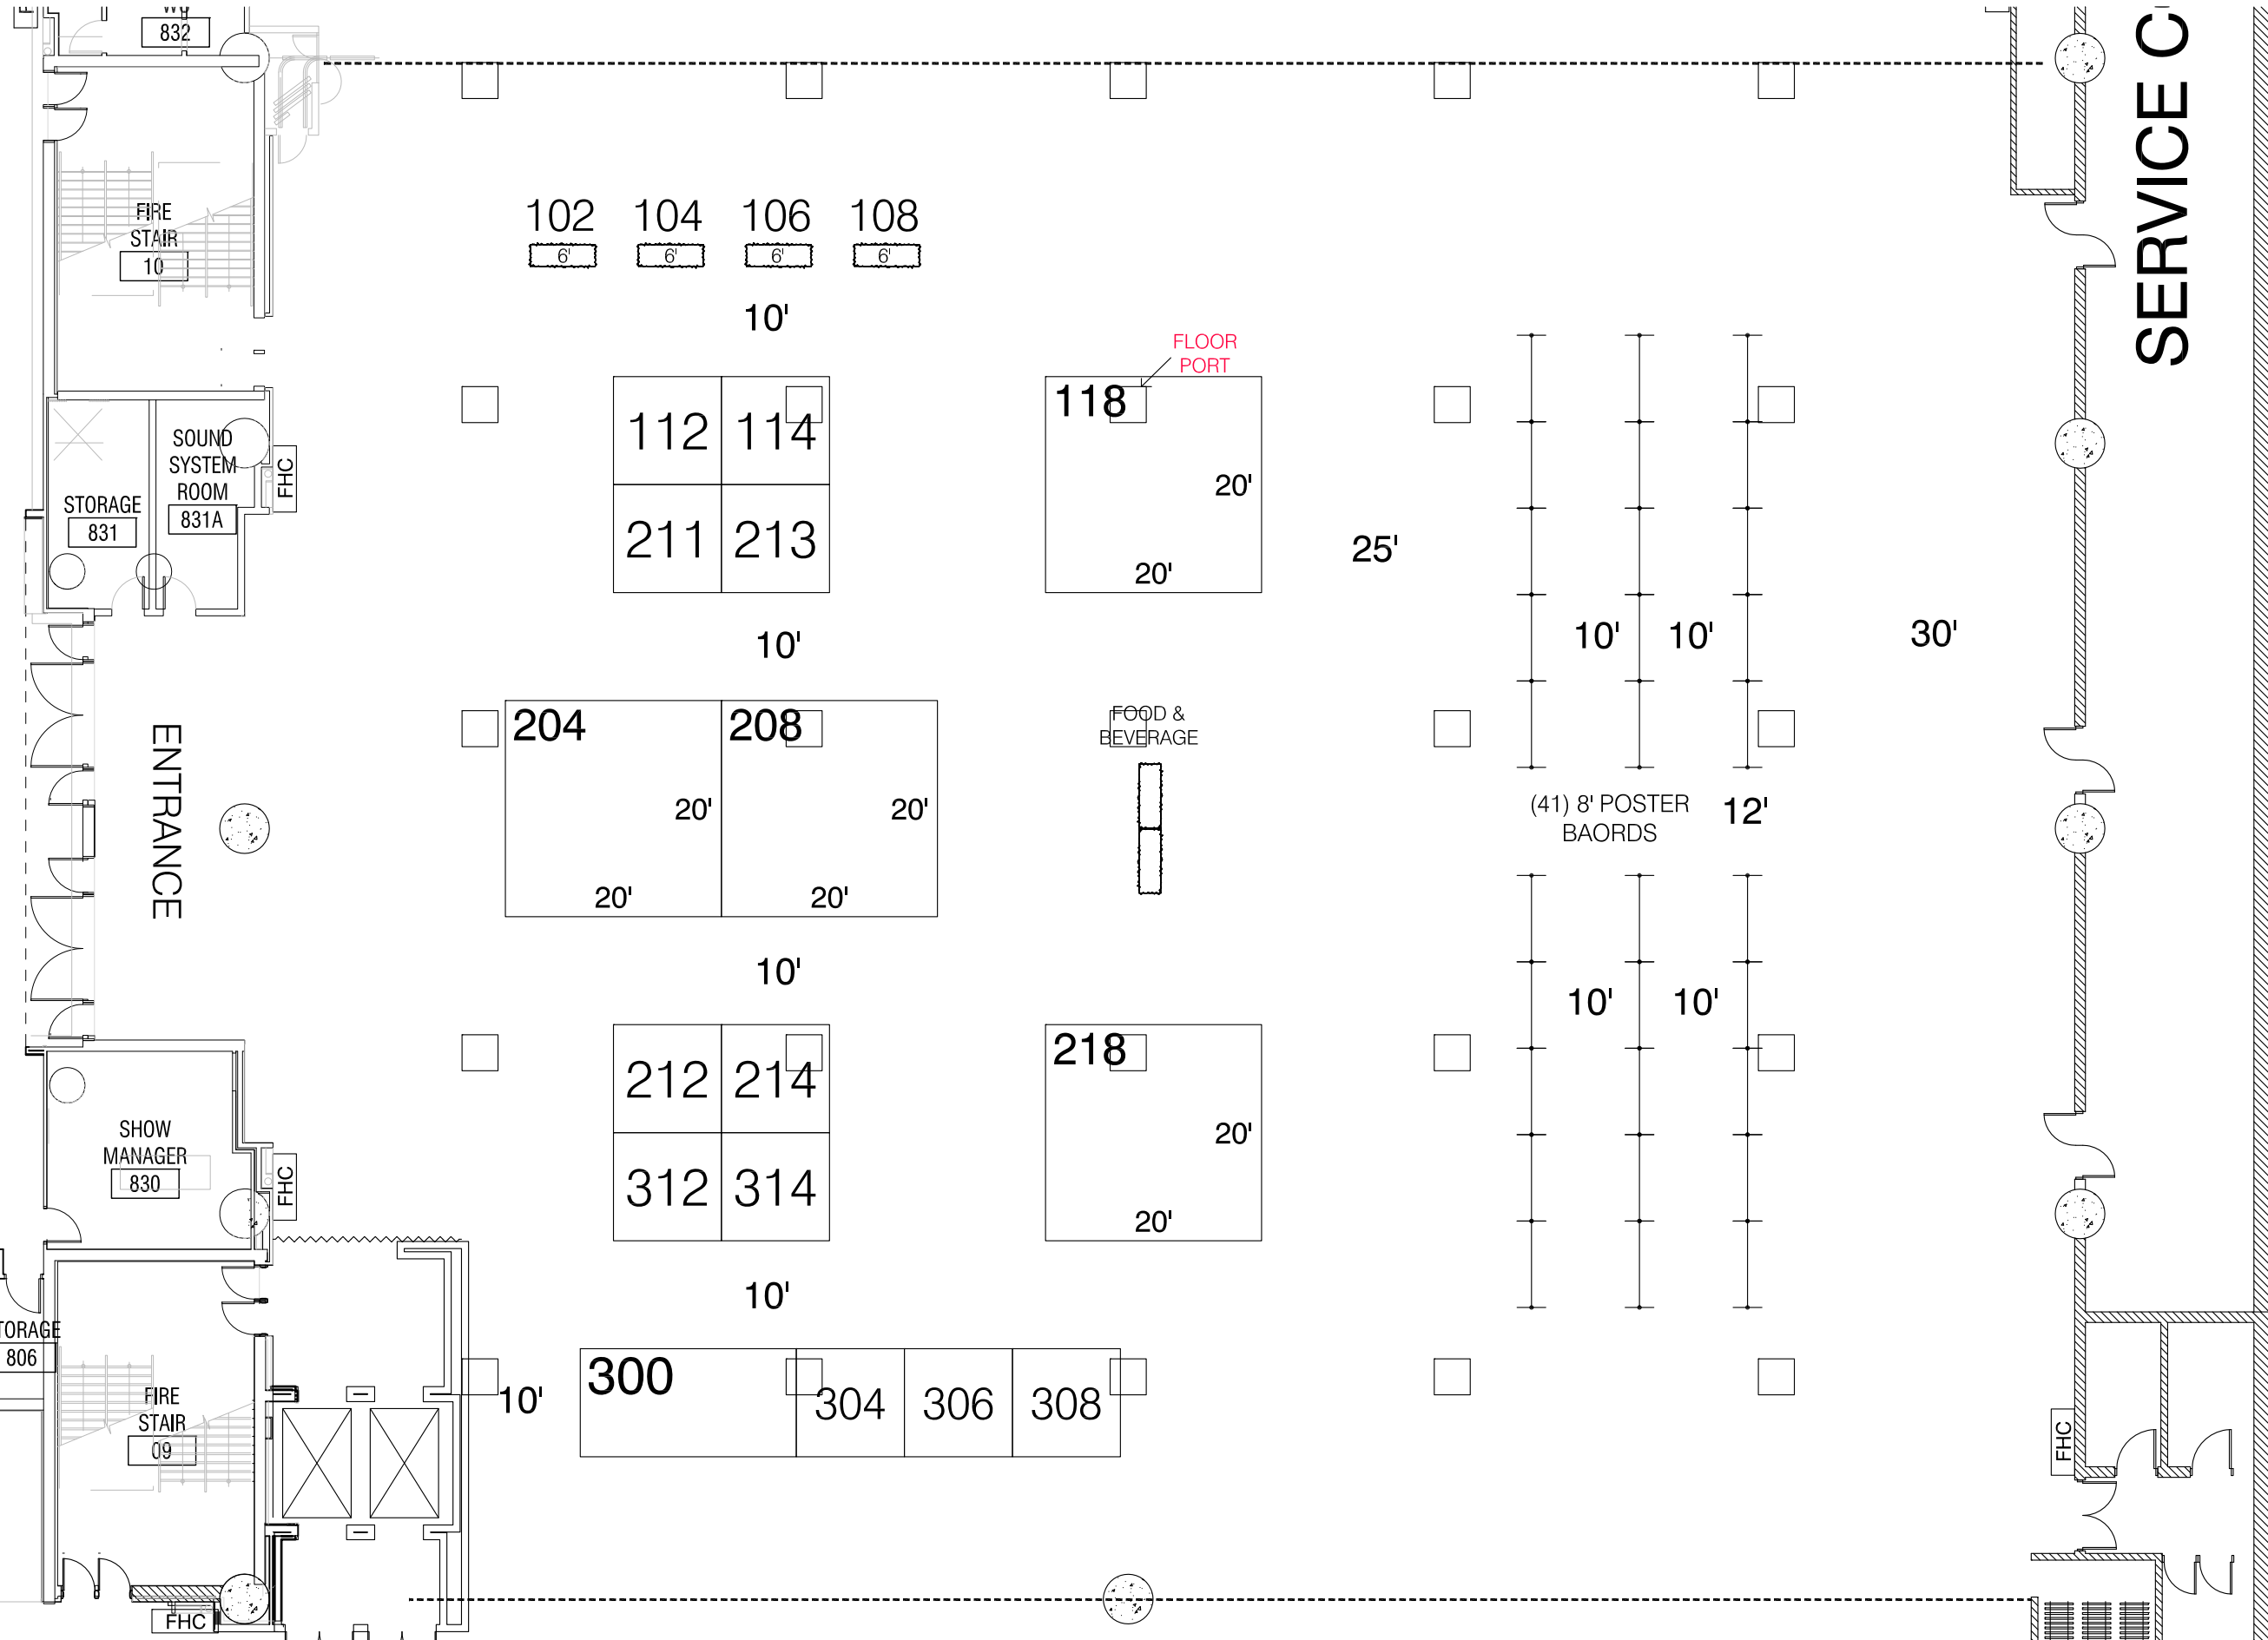 832
SERVICE
FIRE
STAIR
10
102 104 106 108
6' 6' 6' 6'
10'
FLOOR
PORT
SOUND
SYSTEM
ROOM
831A
STORAGE
831
FHC
112 114
211 213
118
20'
20'
25'
10' 10'
30'
10'
ENTRANCE
204
20'
20'
208
20'
20'
FOOD &
BEVERAGE
(41) 8' POSTER
BAORDS
12'
10'
10' 10'
212 214
312 314
218
20'
20'
SHOW
MANAGER
830
FHC
10'
806
FIRE
STAIR
09
10'
300
304 306 308
FHC
FHC